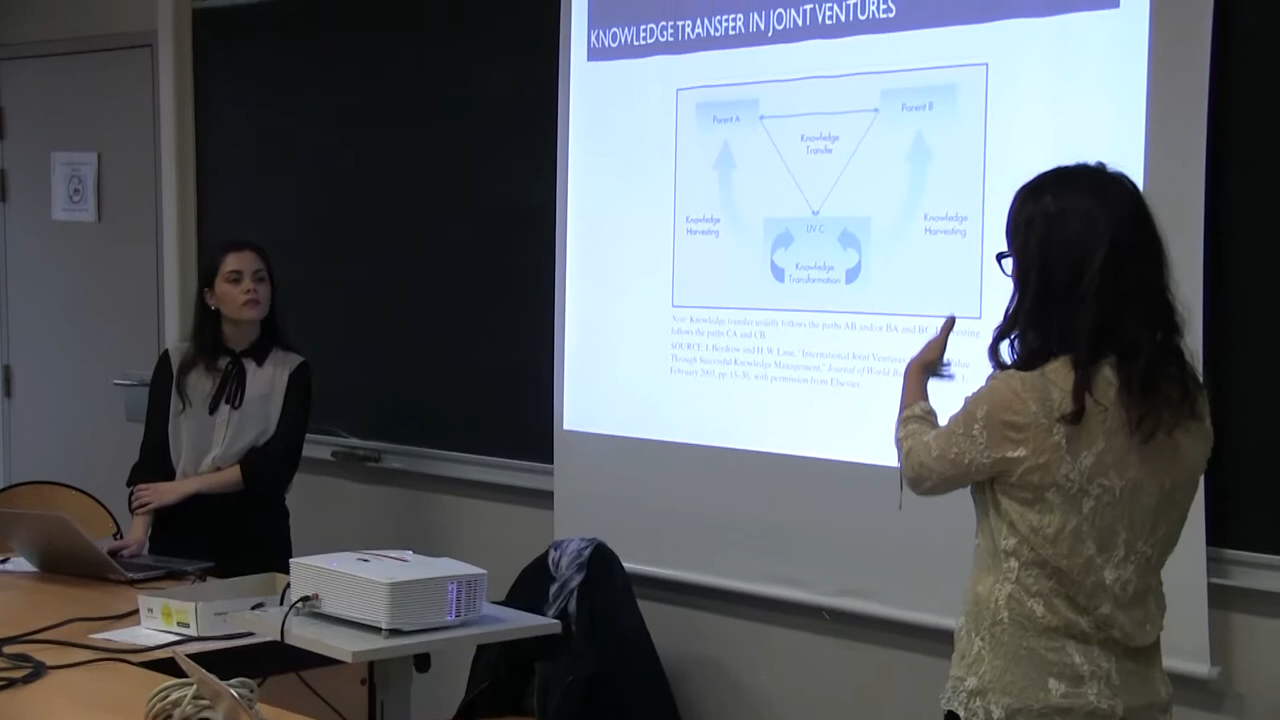 KNOWLEDGE TRANSFER IN JOINT VENTURES
Parent A
Parent B
Knowledge
Transfer
Knowledge
Harvesting
Knowledge
Harvesting
IJV C
Knowledge
Transformation
Note: Knowledge transfer usually follows the paths AB and/or BA and BC.
follows the paths CA and CB.
SOURCE: I. Berdrow and H. W. Lane, "International Joint Ventures
Value
Through Successful Knowledge Management," Journal of World
February 2003, pp. 15–30, with permission from Elsevier.